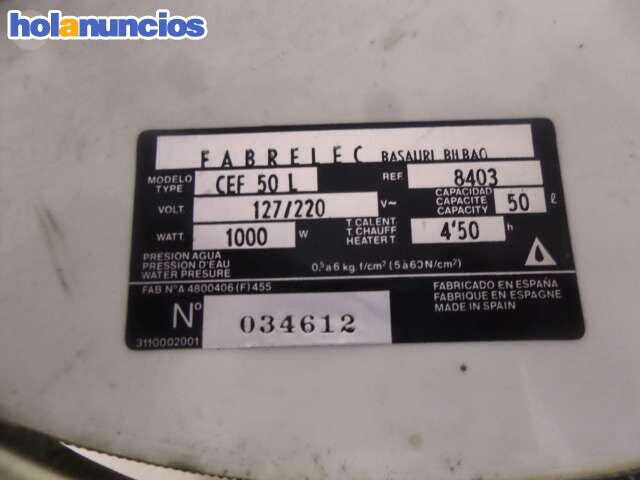 holanuncios
FABRELEC BASAURI BILBAO
MODELO TYPE CEF 50 L REF. 8403
VOLT. 127/220 V~ CAPACIDAD CAPACITE CAPACITY 50 ℓ
WATT. 1000 W T. CALENT. T. CHAUFF HEATER T. 4'50 h
PRESION AGUA
PRESSION D'EAU
WATER PRESURE
0,5 a 6 kg. f/cm² (5 à 60 N/cm²)
FAB NºA 4800406 (F) 455
Nº 034612
3110002001
FABRICADO EN ESPAÑA
FABRIQUE EN ESPAGNE
MADE IN SPAIN